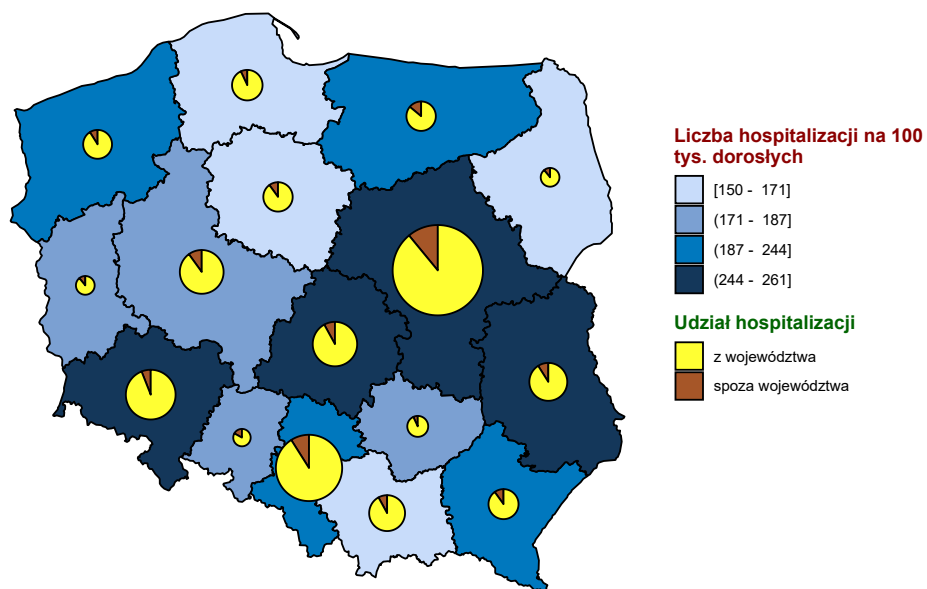 Liczba hospitalizacji na 100
tys. dorosłych
[150 - 171]
(171 - 187]
(187 - 244]
(244 - 261]
Udział hospitalizacji
z województwa
spoza województwa